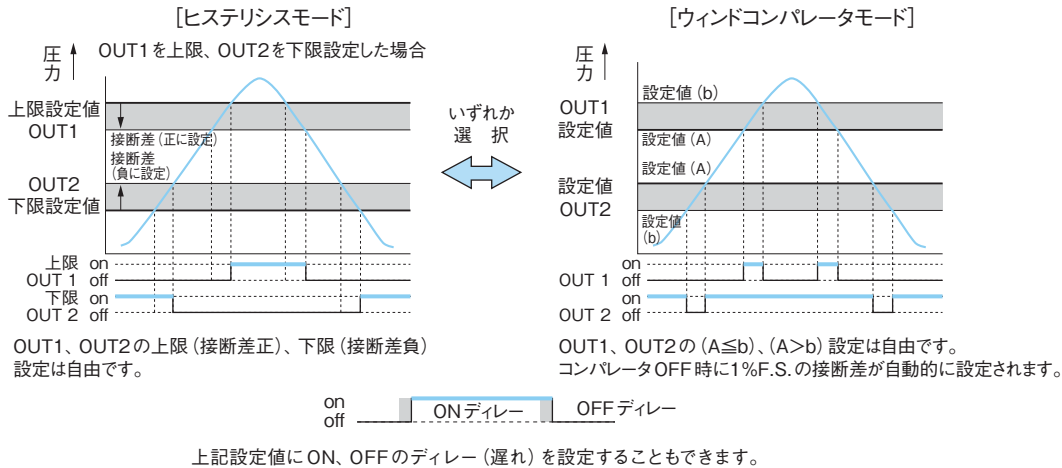 [ヒステリシスモード]
OUT1を上限、OUT2を下限設定した場合
圧力
上限設定値
OUT1
接断差(正に設定)
接断差
(負に設定)
OUT2
下限設定値
上限 on
OUT 1 off
下限 on
OUT 2 off
OUT1、OUT2の上限(接断差正)、下限(接断差負)
設定は自由です。
いずれか
選 択
[ウィンドコンパレータモード]
圧力
設定値(b)
OUT1
設定値
設定値(A)
設定値(A)
設定値
OUT2
設定値
(b)
on
OUT 1 off
on
OUT 2 off
OUT1、OUT2の(A≦b)、(A>b)設定は自由です。
コンパレータOFF時に1%F.S.の接断差が自動的に設定されます。
on
off
ONディレー
OFFディレー
上記設定値にON、OFFのディレー(遅れ)を設定することもできます。